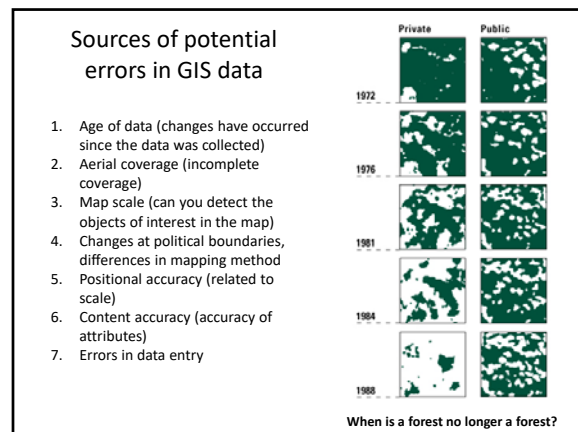 Sources of potential
errors in GIS data
1. Age of data (changes have occurred
since the data was collected)
2. Aerial coverage (incomplete
coverage)
3. Map scale (can you detect the
objects of interest in the map)
4. Changes at political boundaries,
differences in mapping method
5. Positional accuracy (related to
scale)
6. Content accuracy (accuracy of
attributes)
7. Errors in data entry
Private Public
1972
1976
1981
1984
1988
When is a forest no longer a forest?